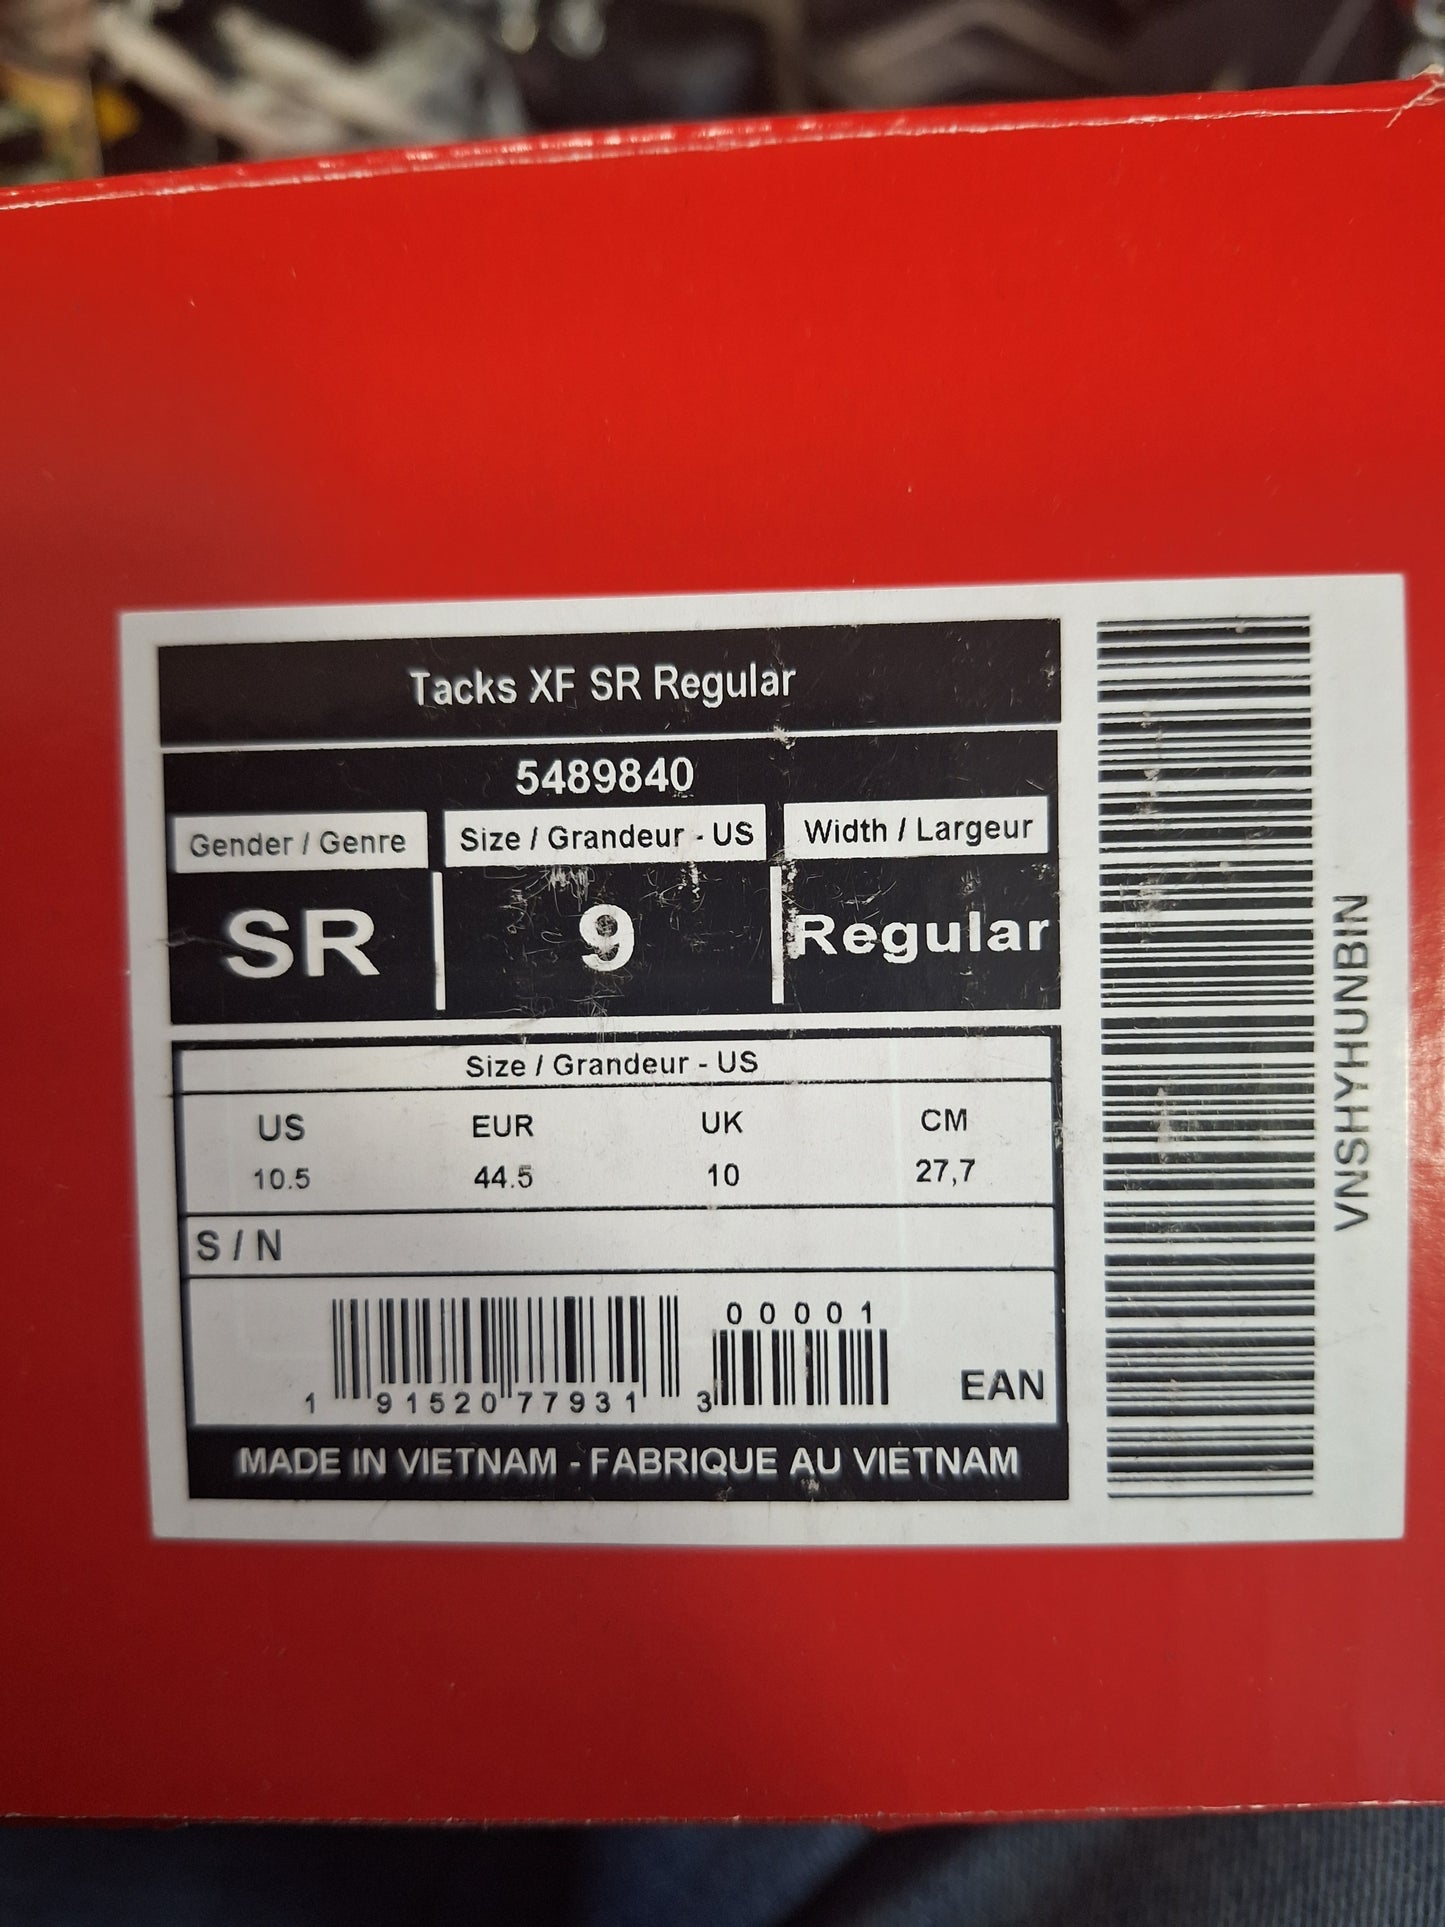 Tacks XF SR Regular
5489840
Gender / Genre Size / Grandeur - US Width / Largeur
SR 9 Regular
Size / Grandeur - US
US EUR UK CM
10.5 44.5 10 27,7
S / N
00001
1 91520 77931 3 EAN
MADE IN VIETNAM - FABRIQUE AU VIETNAM
VNSHYHUNBIN